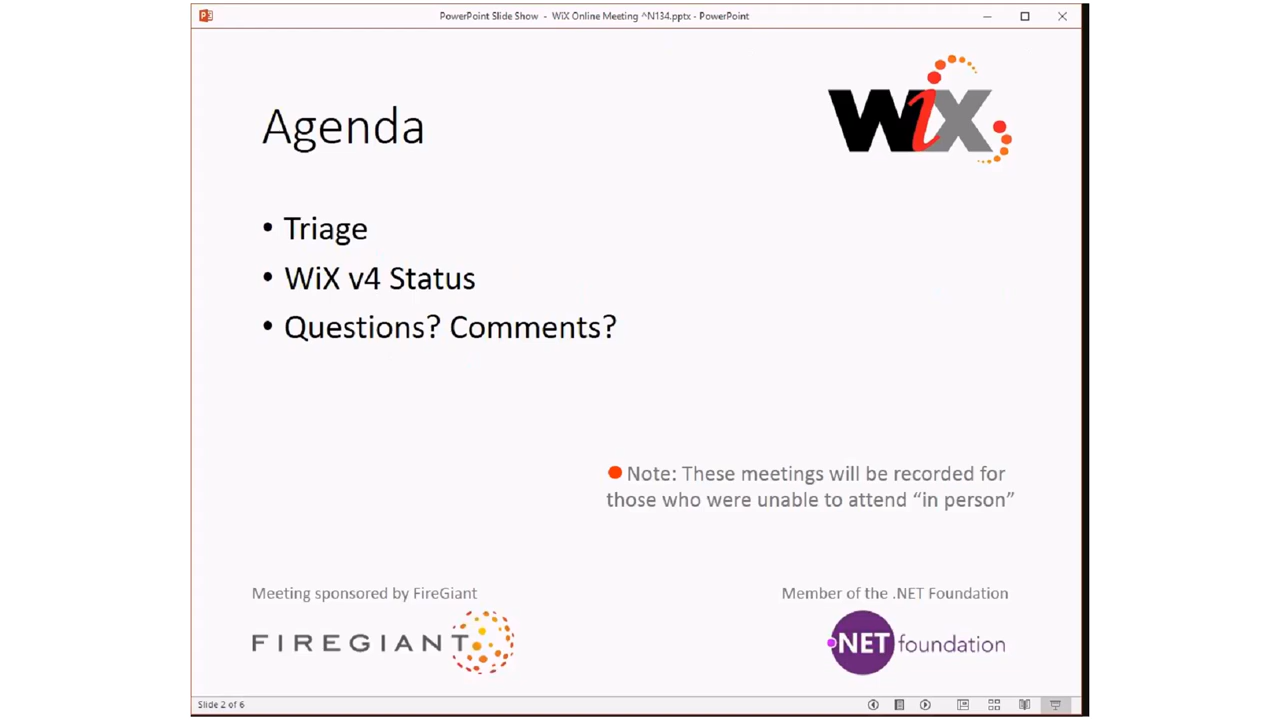 PowerPoint Slide Show - WiX Online Meeting ^N134.pptx - PowerPoint
WiX
Agenda
• Triage
• WiX v4 Status
• Questions? Comments?
Note: These meetings will be recorded for
those who were unable to attend “in person”
Meeting sponsored by FireGiant
FIREGIANT
Member of the .NET Foundation
.NET foundation
Slide 2 of 6